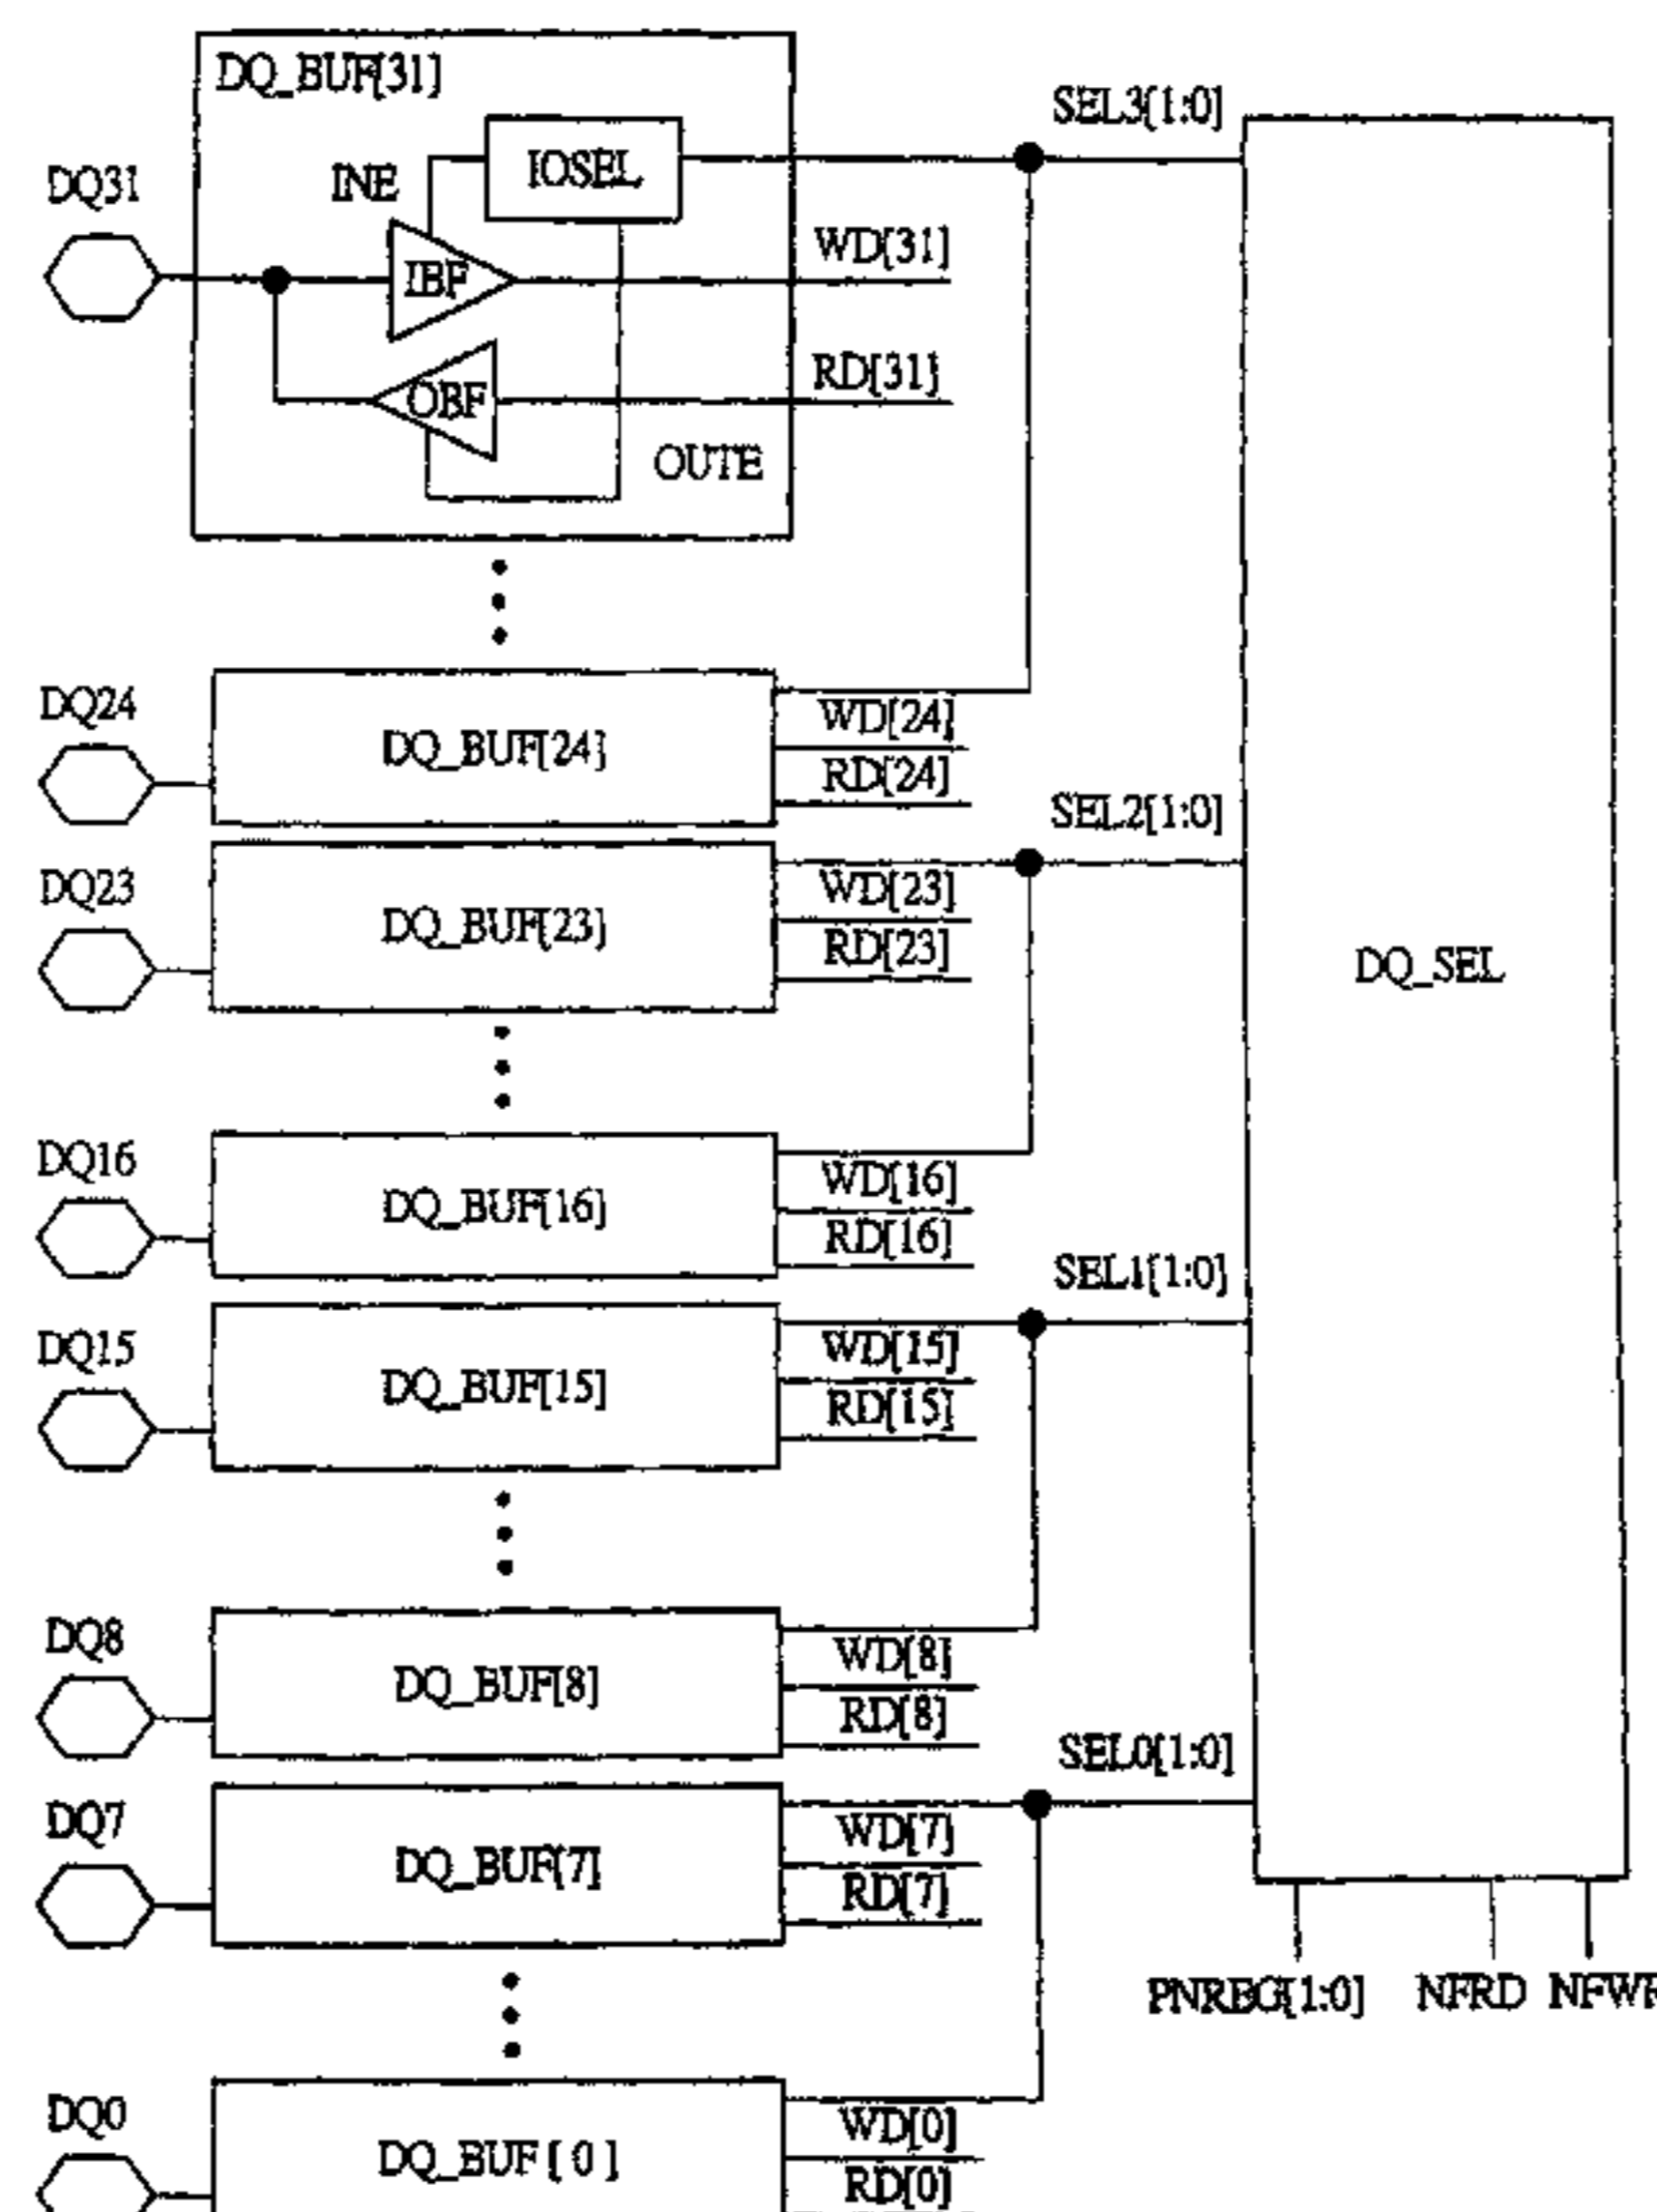 DQ_BUF[31]
SEL3[1:0]
DQ31
INE
IOSEL
WD[31]
IBF
RD[31]
OBF
OUTE
DQ24
WD[24]
DQ_BUF[24]
RD[24]
SEL2[1:0]
DQ23
WD[23]
DQ_BUF[23]
RD[23]
DQ_SEL
DQ16
WD[16]
DQ_BUF[16]
RD[16]
SEL1[1:0]
DQ15
WD[15]
DQ_BUF[15]
RD[15]
DQ8
WD[8]
DQ_BUF[8]
RD[8]
SEL0[1:0]
DQ7
WD[7]
DQ_BUF[7]
RD[7]
PNREG[1:0]
NFRD
DQ0
WD[0]
DQ_BUF [ 0 ]
RD[0]